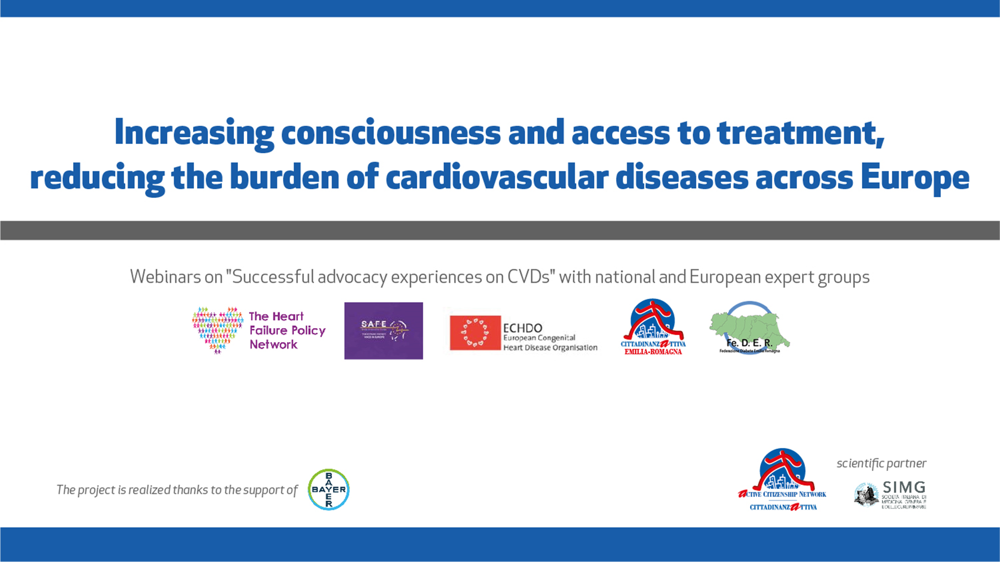 Increasing consciousness and access to treatment,
reducing the burden of cardiovascular diseases across Europe
Webinars on "Successful advocacy experiences on CVDs" with national and European expert groups
The Heart
Failure Policy
Network
SAFE
ECHDO
European Congenital
Heart Disease Organisation
CITTADINANZaTTIVA
EMILIA-ROMAGNA
Fe. D. E. R.
Federazione Diabete Emilia Romagna
The project is realized thanks to the support of
BAYER
BAYER
aCTIVE CITIZENSHIP NETWORK
CITTADINANZaTTIVA
scientific partner
SIMG
SOCIETÀ ITALIANA DI
MEDICINA GENERALE
E DELLE CURE PRIMARIE